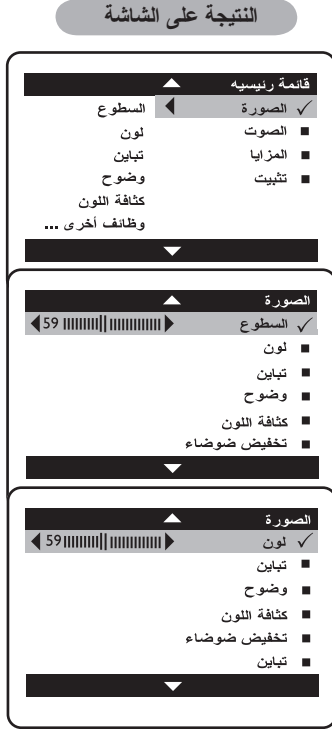 النتيجة على الشاشة
قائمة رئيسيه
✓ الصورة ◀ السطوع
■ الصوت لون
■ المزايا تباين
■ تثبيت وضوح
كثافة اللون
وظائف أخرى ...
الصورة
✓ السطوع 59
■ لون
■ تباين
■ وضوح
■ كثافة اللون
■ تخفيض ضوضاء
الصورة
✓ لون 59
■ تباين
■ وضوح
■ كثافة اللون
■ تخفيض ضوضاء
■ تباين